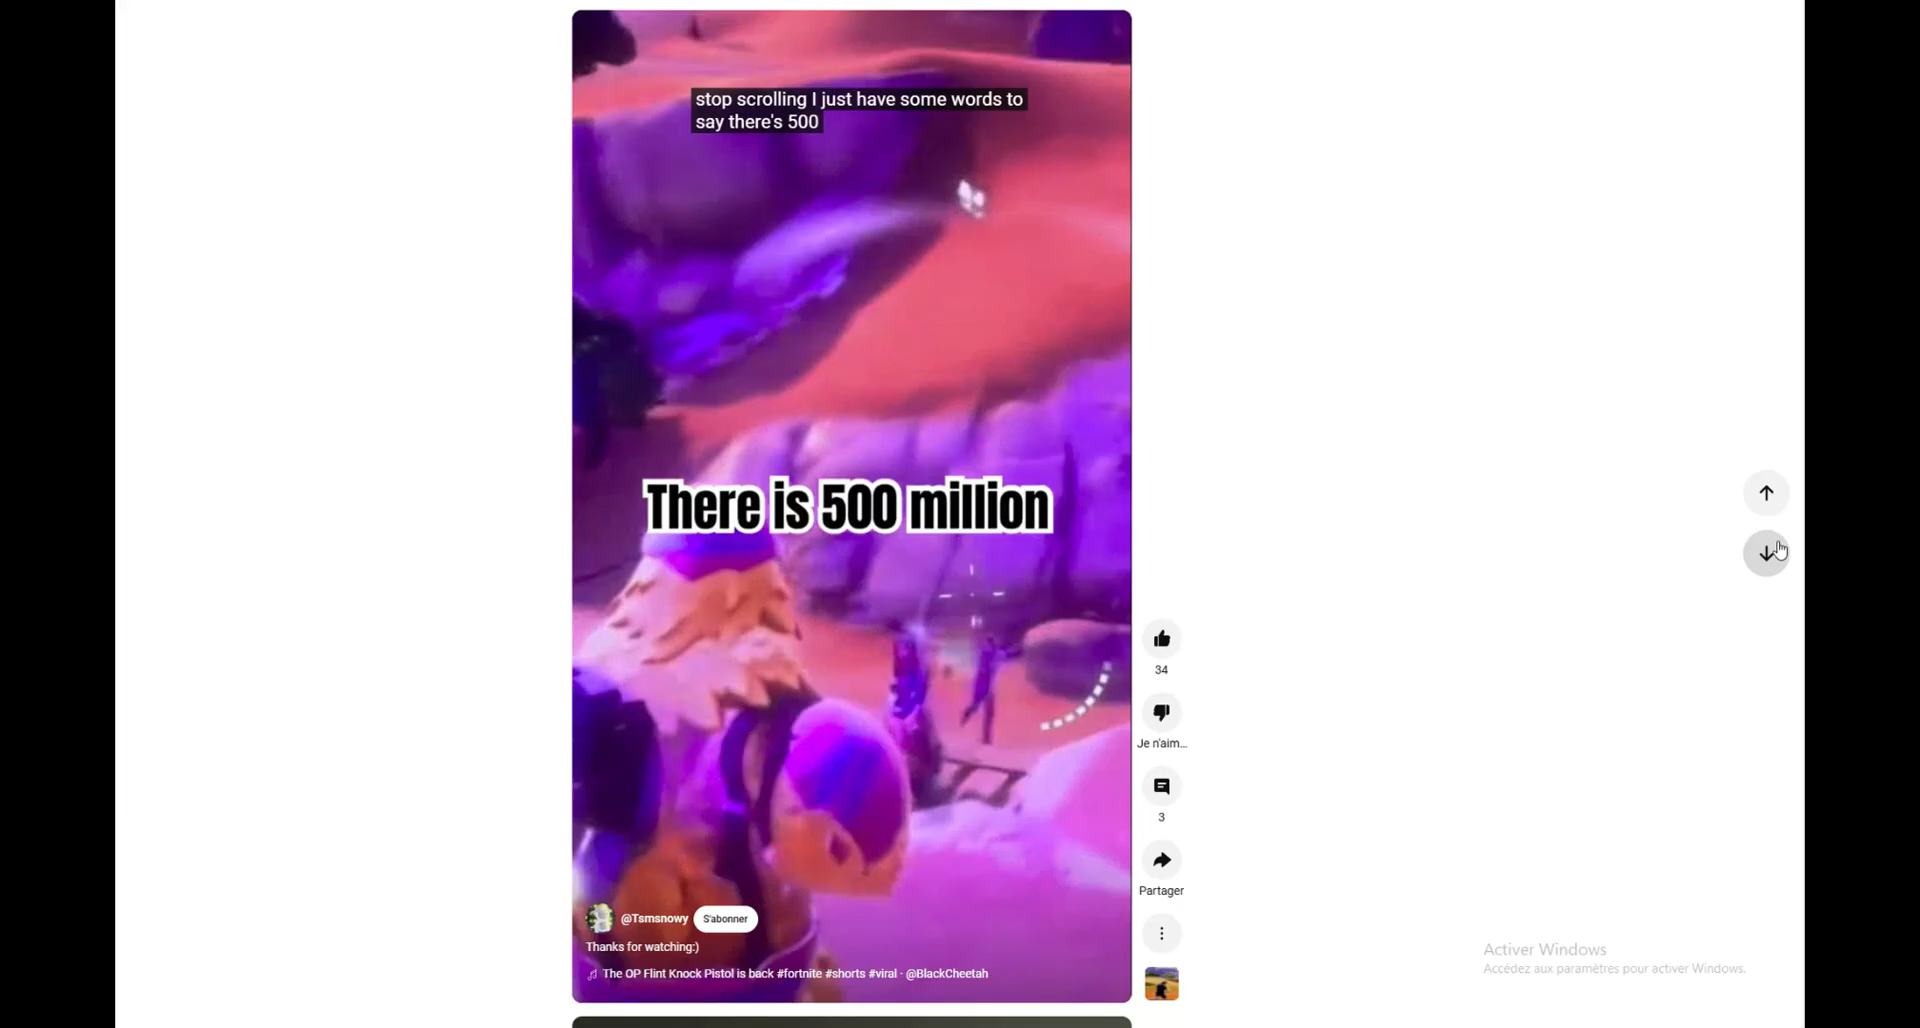 stop scrolling I just have some words to
say there's 500
There is 500 million
34
Je n'aim...
3
Partager
@Tsmsnowy S'abonner
Thanks for watching:)
The OP Flint Knock Pistol is back #fortnite #shorts #viral · @BlackCheetah
Activer Windows
Accédez aux paramètres pour activer Windows.